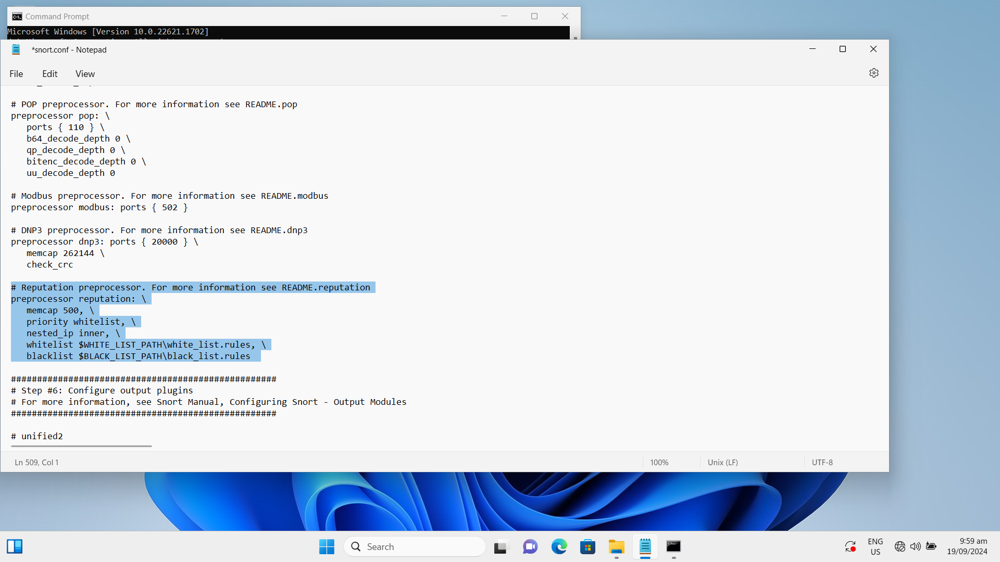 Command Prompt
Microsoft Windows [Version 10.0.22621.1702]
*snort.conf - Notepad
File Edit View
# POP preprocessor. For more information see README.pop
preprocessor pop: \
   ports { 110 } \
   b64_decode_depth 0 \
   qp_decode_depth 0 \
   bitenc_decode_depth 0 \
   uu_decode_depth 0
# Modbus preprocessor. For more information see README.modbus
preprocessor modbus: ports { 502 }
# DNP3 preprocessor. For more information see README.dnp3
preprocessor dnp3: ports { 20000 } \
   memcap 262144 \
   check_crc
# Reputation preprocessor. For more information see README.reputation
preprocessor reputation: \
   memcap 500, \
   priority whitelist, \
   nested_ip inner, \
   whitelist $WHITE_LIST_PATH\white_list.rules, \
   blacklist $BLACK_LIST_PATH\black_list.rules
###################################################
# Step #6: Configure output plugins
# For more information, see Snort Manual, Configuring Snort - Output Modules
###################################################
# unified2
Ln 509, Col 1 100% Unix (LF) UTF-8
Search
ENG
US
9:59 am
19/09/2024